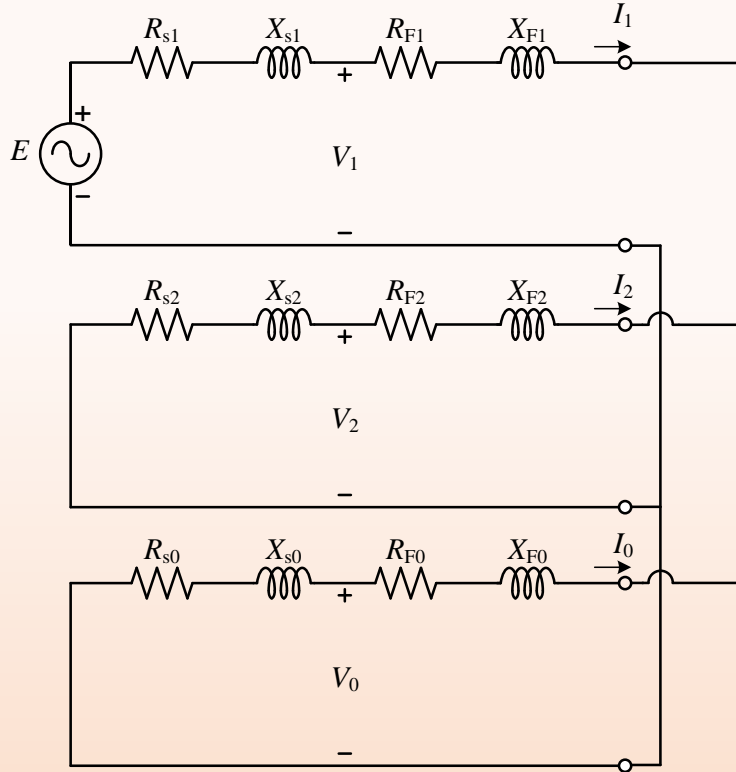 R_s1 X_s1 R_F1 X_F1 I_1
+
+
E
V_1
−
−
R_s2 X_s2 R_F2 X_F2 I_2
+
V_2
−
R_s0 X_s0 R_F0 X_F0 I_0
+
V_0
−